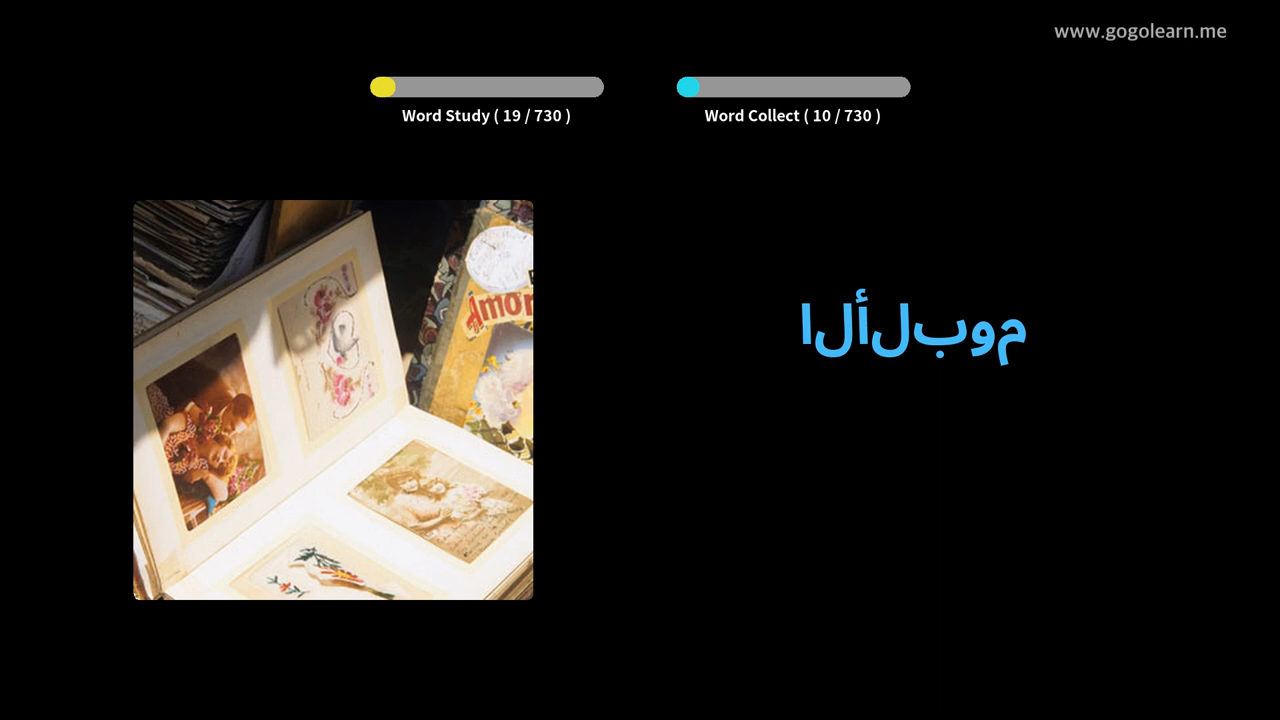 www.gogolearn.me
Word Study ( 19 / 730 )
Word Collect ( 10 / 730 )
الألبوم
Amor